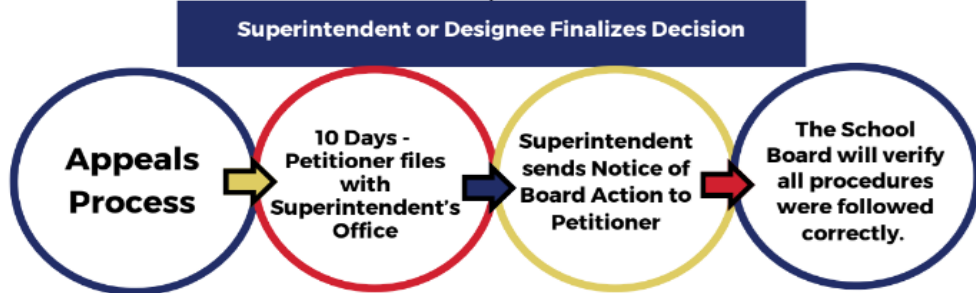 Superintendent or Designee Finalizes Decision
Appeals
Process
10 Days -
Petitioner files
with
Superintendent's
Office
Superintendent
sends Notice of
Board Action to
Petitioner
The School
Board will verify
all procedures
were followed
correctly.